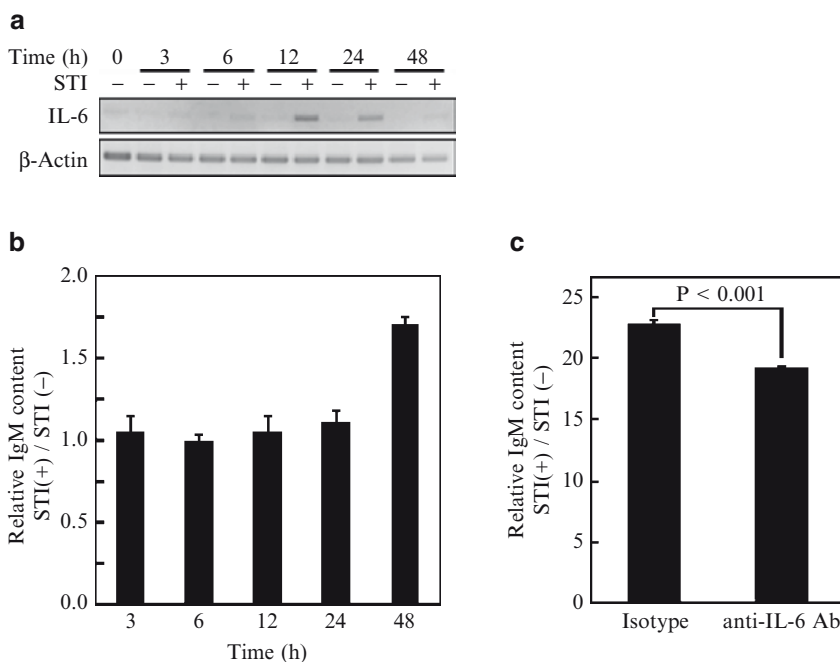 a
Time (h) 0 3 6 12 24 48
STI – – + – + – + – + – +
IL-6
β-Actin
b
2.0
1.5
1.0
0.5
0.0
Relative IgM content
STI(+) / STI (–)
3 6 12 24 48
Time (h)
c
P < 0.001
25
20
15
10
5
0
Relative IgM content
STI(+) / STI (–)
Isotype anti-IL-6 Ab